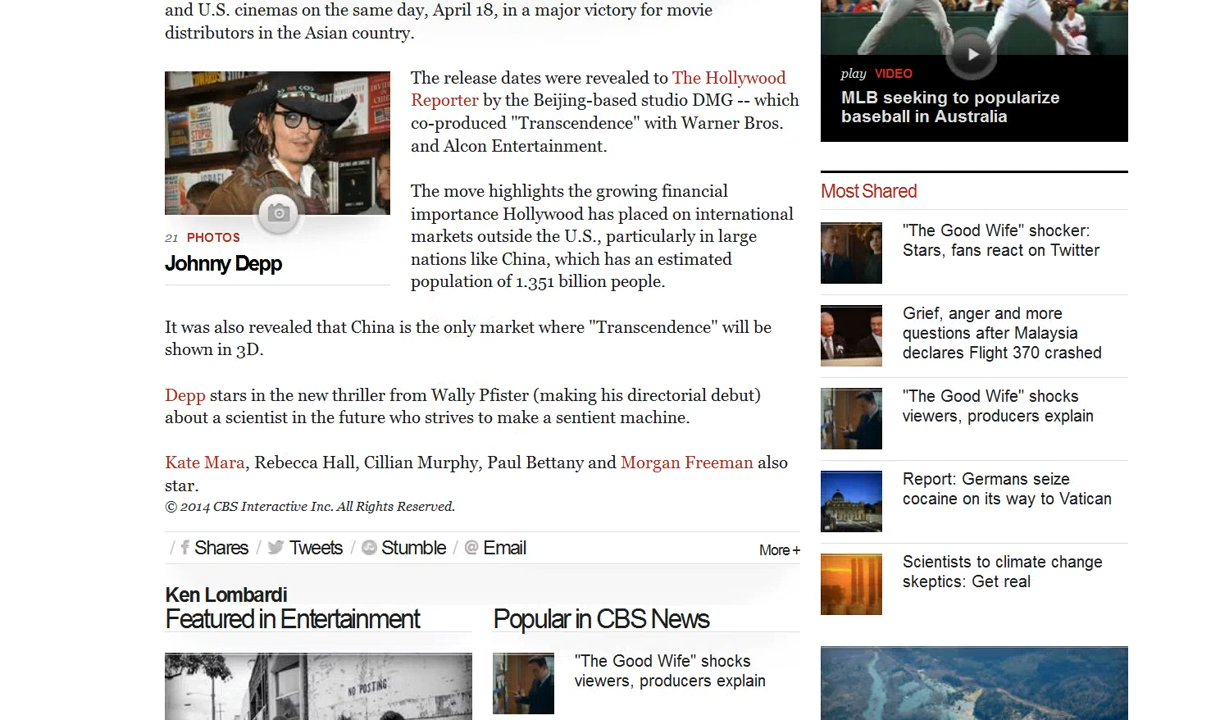 and U.S. cinemas on the same day, April 18, in a major victory for movie
distributors in the Asian country.
The release dates were revealed to The Hollywood
Reporter by the Beijing-based studio DMG -- which
co-produced "Transcendence" with Warner Bros.
and Alcon Entertainment.
21 PHOTOS
Johnny Depp
The move highlights the growing financial
importance Hollywood has placed on international
markets outside the U.S., particularly in large
nations like China, which has an estimated
population of 1.351 billion people.
It was also revealed that China is the only market where "Transcendence" will be
shown in 3D.
Depp stars in the new thriller from Wally Pfister (making his directorial debut)
about a scientist in the future who strives to make a sentient machine.
Kate Mara, Rebecca Hall, Cillian Murphy, Paul Bettany and Morgan Freeman also
star.
© 2014 CBS Interactive Inc. All Rights Reserved.
/ f Shares / Tweets / Stumble / @ Email
More +
Ken Lombardi
Featured in Entertainment
NO POSTING
Popular in CBS News
"The Good Wife" shocks
viewers, producers explain
play VIDEO
MLB seeking to popularize
baseball in Australia
Most Shared
"The Good Wife" shocker:
Stars, fans react on Twitter
Grief, anger and more
questions after Malaysia
declares Flight 370 crashed
"The Good Wife" shocks
viewers, producers explain
Report: Germans seize
cocaine on its way to Vatican
Scientists to climate change
skeptics: Get real